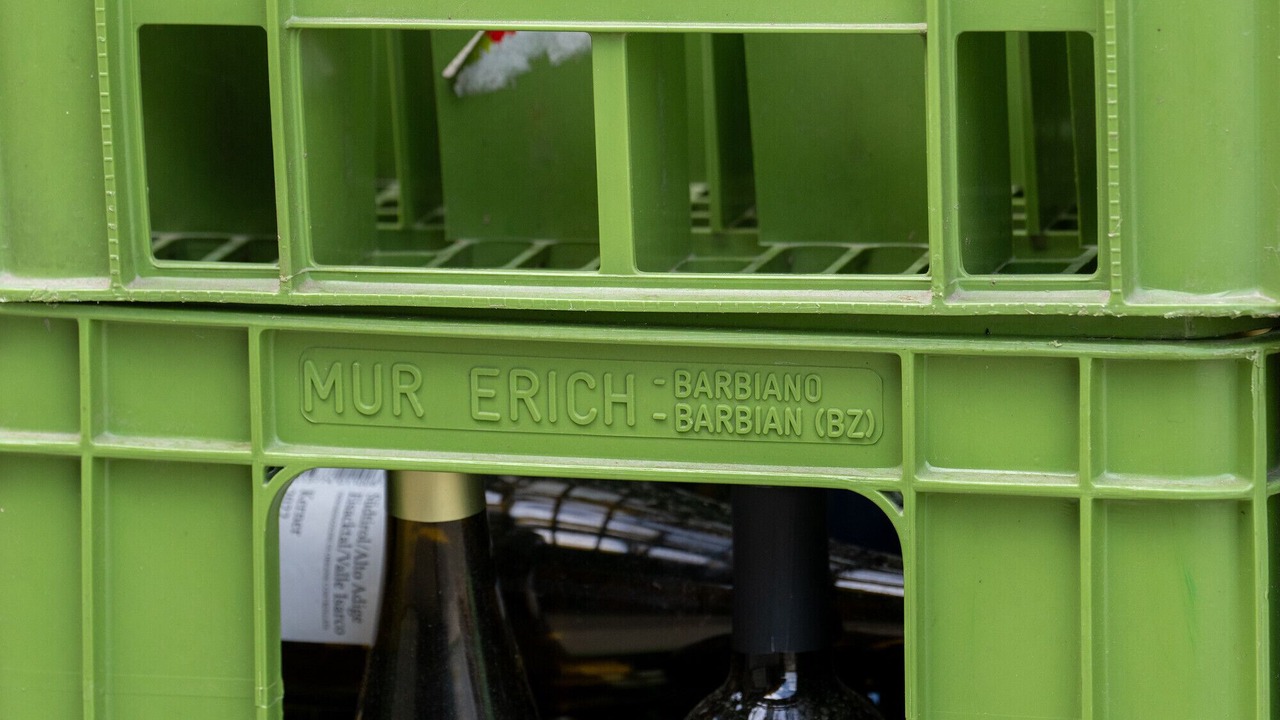 MUR ERICH
-BARBIANO
-BARBIAN (BZ)
Südtirol/Alto Adige
Eisacktal/Valle Isarco
Kerner